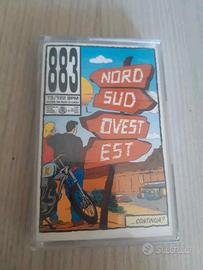 883
NORD
SUD
OVEST
EST
...CONTINUA?
subito